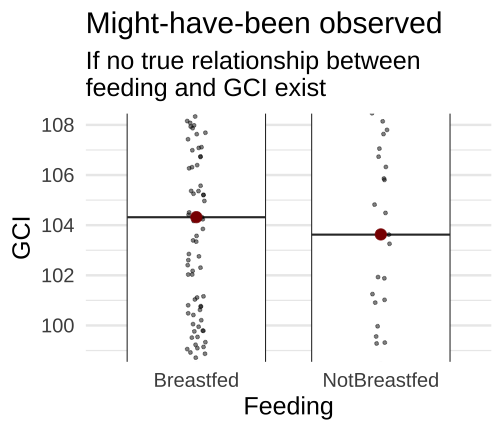 Might-have-been observed
If no true relationship between
feeding and GCI exist
108
106
104
102
100
GCI
Breastfed
NotBreastfed
Feeding